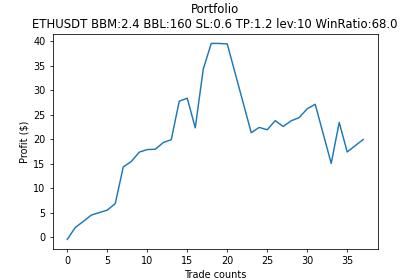 Portfolio
ETHUSDT BBM:2.4 BBL:160 SL:0.6 TP:1.2 lev:10 WinRatio:68.0
40
35
30
25
20
15
10
5
0
Profit ($)
0 5 10 15 20 25 30 35
Trade counts